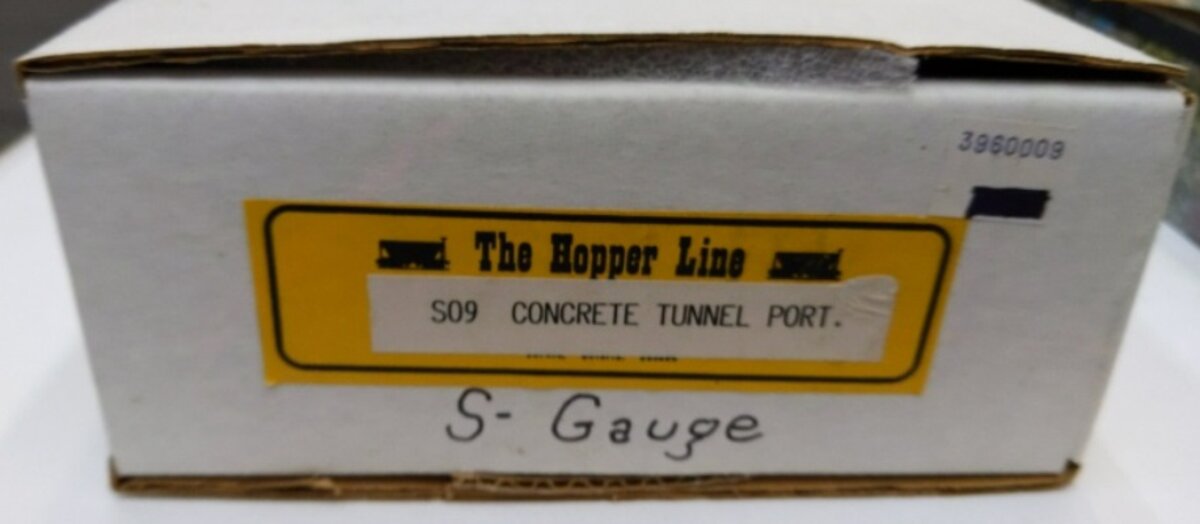 3960009
The Hopper Line
S09 CONCRETE TUNNEL PORT.
S- Gauge